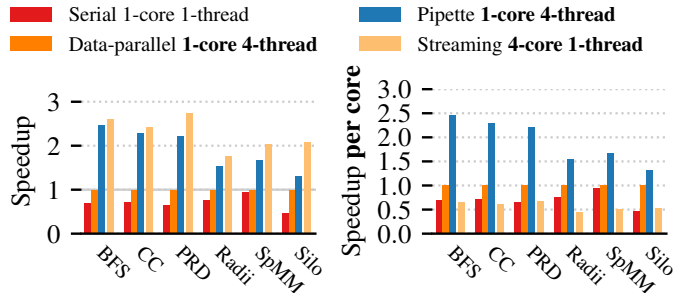 Serial 1-core 1-thread
Data-parallel 1-core 4-thread
Pipette 1-core 4-thread
Streaming 4-core 1-thread
Speedup
3
2
1
0
BFS
CC
PRD
Radii
SpMM
Silo
Speedup per core
3.0
2.5
2.0
1.5
1.0
0.5
0.0
BFS
CC
PRD
Radii
SpMM
Silo